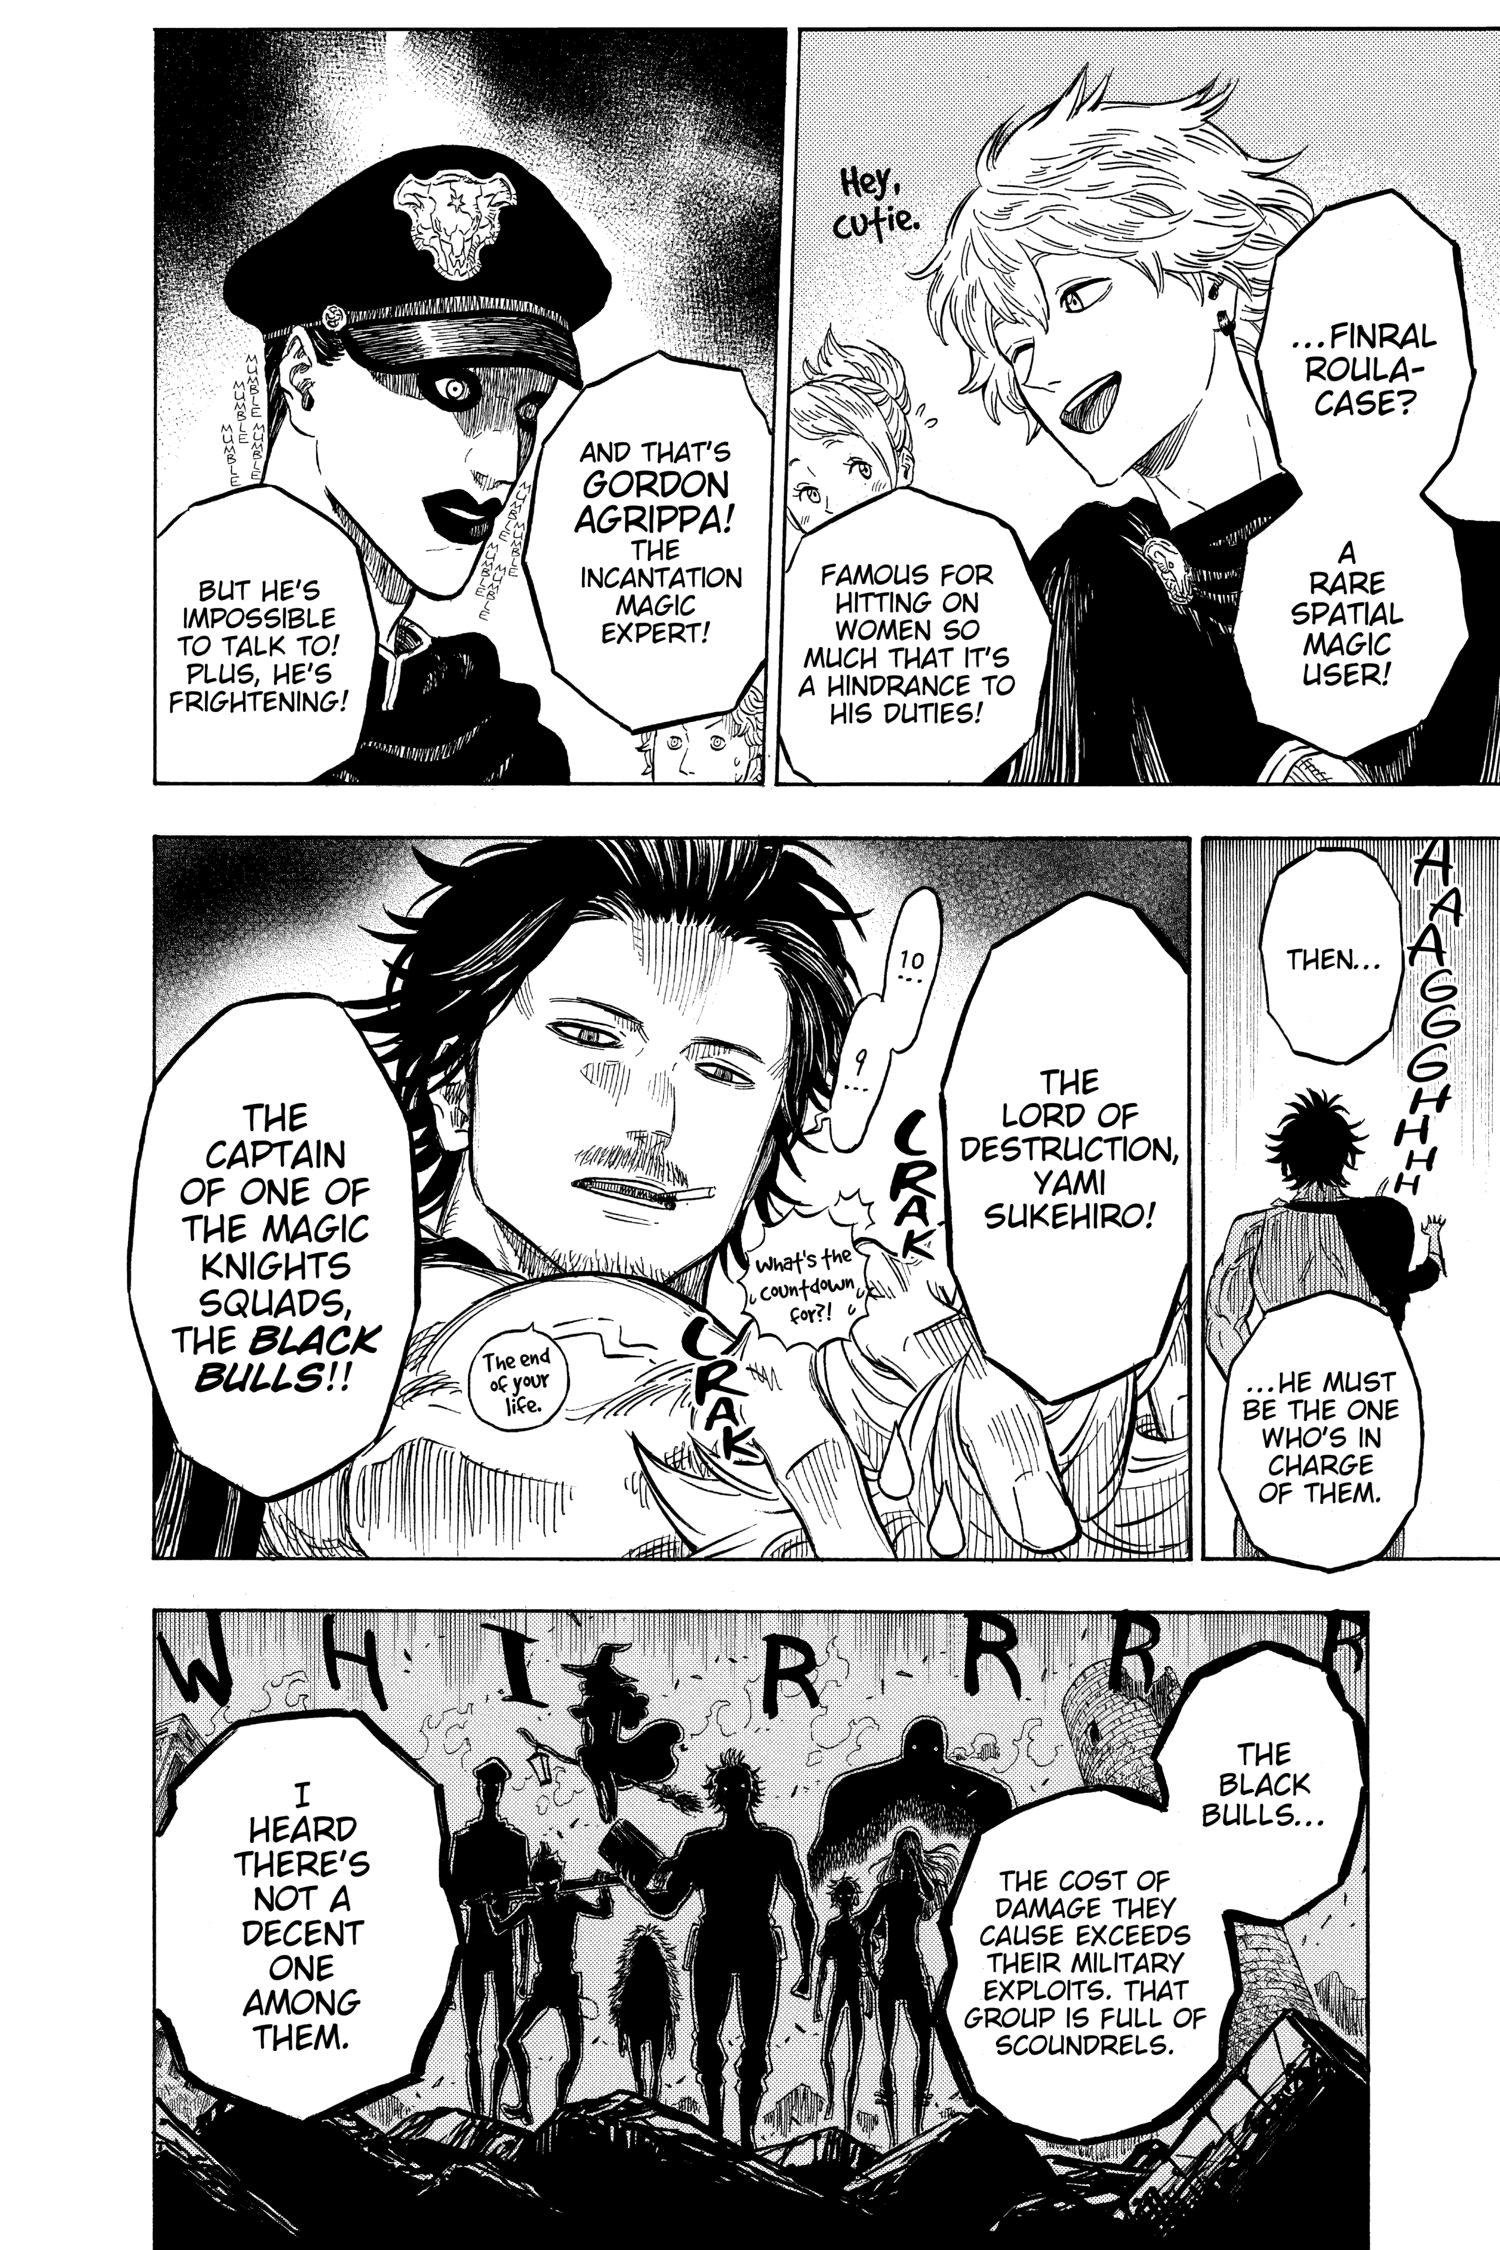 ...FINRAL
ROULA-
CASE?
A
RARE
SPATIAL
MAGIC
USER!
Hey,
cutie.
FAMOUS FOR
HITTING ON
WOMEN SO
MUCH THAT IT'S
A HINDRANCE TO
HIS DUTIES!
AND THAT'S
GORDON
AGRIPPA!
THE
INCANTATION
MAGIC
EXPERT!
MUMBLE MUMBLE
MUMBLE
MUMBLE
MUMBLE MUMBLE
MUMBLE MUMBLE
BUT HE'S
IMPOSSIBLE
TO TALK TO!
PLUS, HE'S
FRIGHTENING!
AAAGGGHHHH
THEN...
...HE MUST
BE THE ONE
WHO'S IN
CHARGE
OF THEM.
THE
LORD OF
DESTRUCTION,
YAMI
SUKEHIRO!
10
...
9
...
CRAK
What's the
countdown
for?!
CRAK
The end
of your
life.
THE
CAPTAIN
OF ONE OF
THE MAGIC
KNIGHTS
SQUADS,
THE BLACK
BULLS!!
WHIRRRR
THE
BLACK
BULLS...
THE COST OF
DAMAGE THEY
CAUSE EXCEEDS
THEIR MILITARY
EXPLOITS. THAT
GROUP IS FULL OF
SCOUNDRELS.
I
HEARD
THERE'S
NOT A
DECENT
ONE
AMONG
THEM.